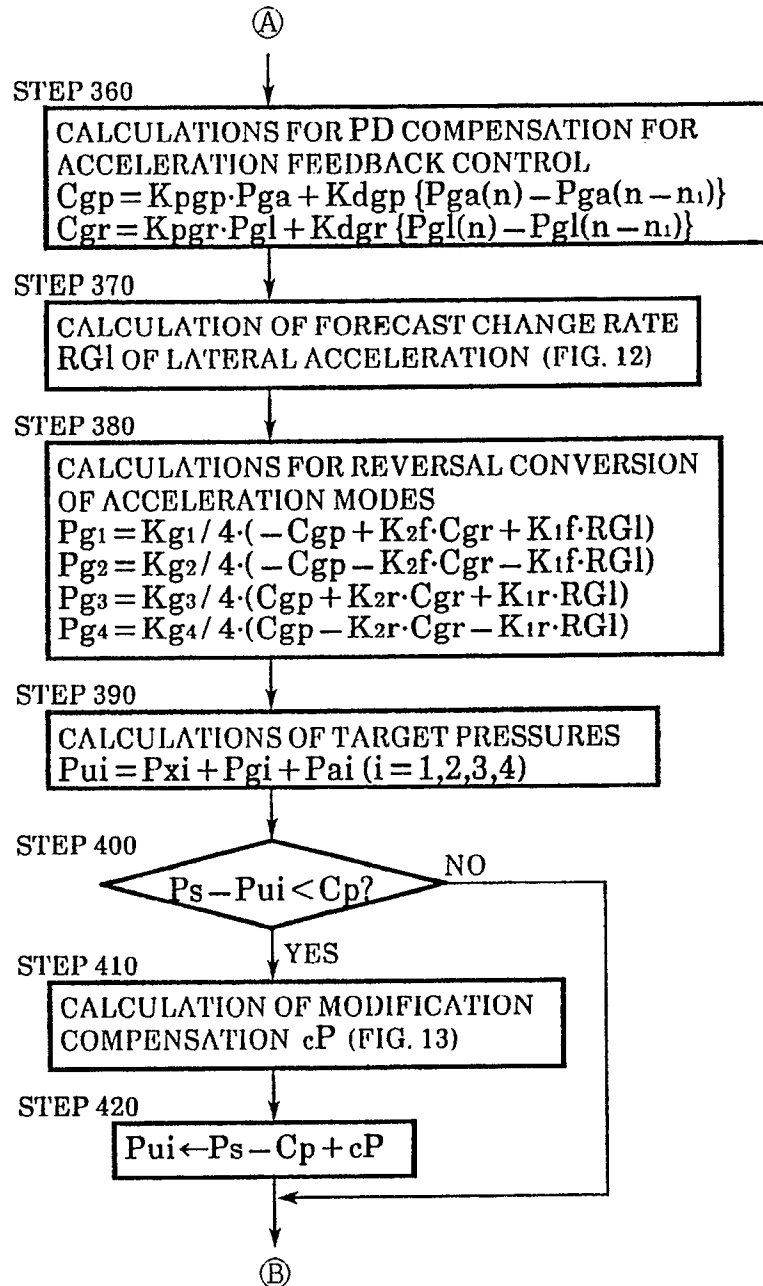 Ⓐ
STEP 360
CALCULATIONS FOR PD COMPENSATION FOR
ACCELERATION FEEDBACK CONTROL
Cgp=Kpgp·Pga+Kdgp {Pga(n)−Pga(n−n₁)}
Cgr=Kpgr·Pgl+Kdgr {Pgl(n)−Pgl(n−n₁)}
STEP 370
CALCULATION OF FORECAST CHANGE RATE
RGl OF LATERAL ACCELERATION (FIG. 12)
STEP 380
CALCULATIONS FOR REVERSAL CONVERSION
OF ACCELERATION MODES
Pg₁=Kg₁/4·(−Cgp+K₂f·Cgr+K₁f·RGl)
Pg₂=Kg₂/4·(−Cgp−K₂f·Cgr−K₁f·RGl)
Pg₃=Kg₃/4·(Cgp+K₂r·Cgr+K₁r·RGl)
Pg₄=Kg₄/4·(Cgp−K₂r·Cgr−K₁r·RGl)
STEP 390
CALCULATIONS OF TARGET PRESSURES
Pui=Pxi+Pgi+Pai (i=1,2,3,4)
STEP 400
NO
Ps−Pui<Cp?
YES
STEP 410
CALCULATION OF MODIFICATION
COMPENSATION cP (FIG. 13)
STEP 420
Pui←Ps−Cp+cP
Ⓑ